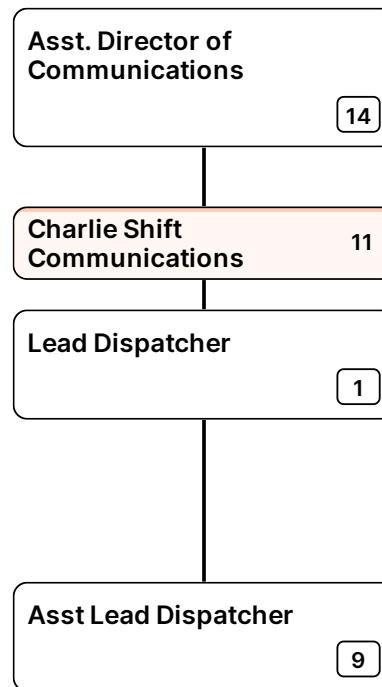 Asst. Director of
Communications
14
Charlie Shift
Communications
11
Lead Dispatcher
1
Asst Lead Dispatcher
9